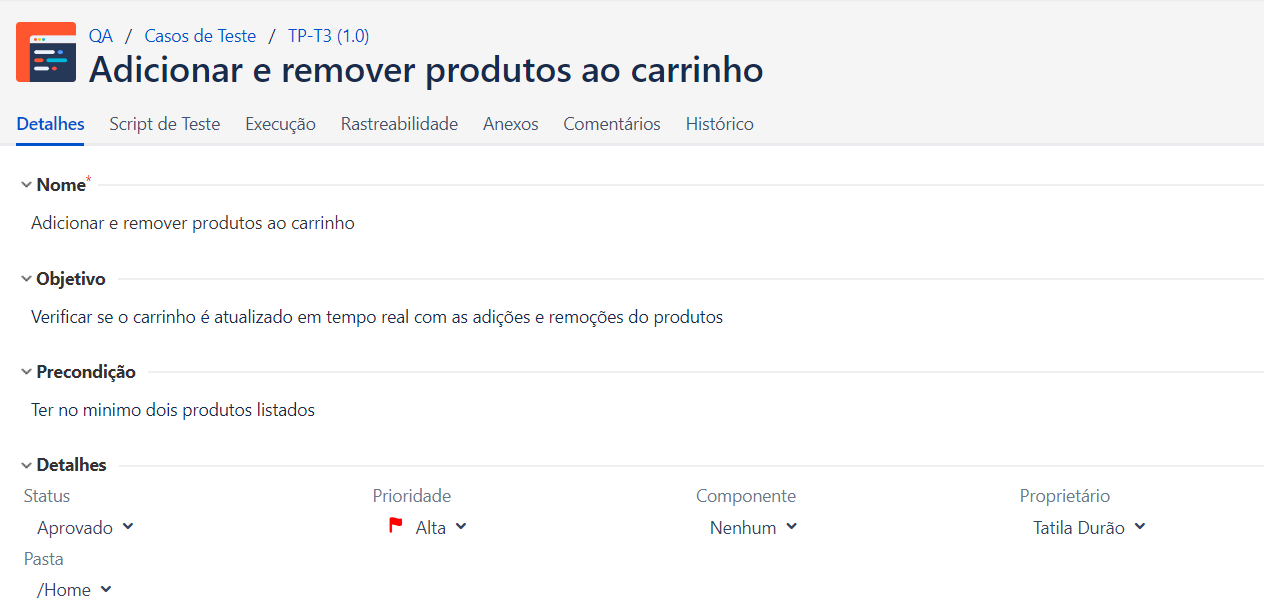 QA / Casos de Teste / TP-T3 (1.0)
Adicionar e remover produtos ao carrinho
Detalhes Script de Teste Execução Rastreabilidade Anexos Comentários Histórico
Nome*
Adicionar e remover produtos ao carrinho
Objetivo
Verificar se o carrinho é atualizado em tempo real com as adições e remoções do produtos
Precondição
Ter no minimo dois produtos listados
Detalhes
Status Prioridade Componente Proprietário
Aprovado Alta Nenhum Tatila Durão
Pasta
/Home